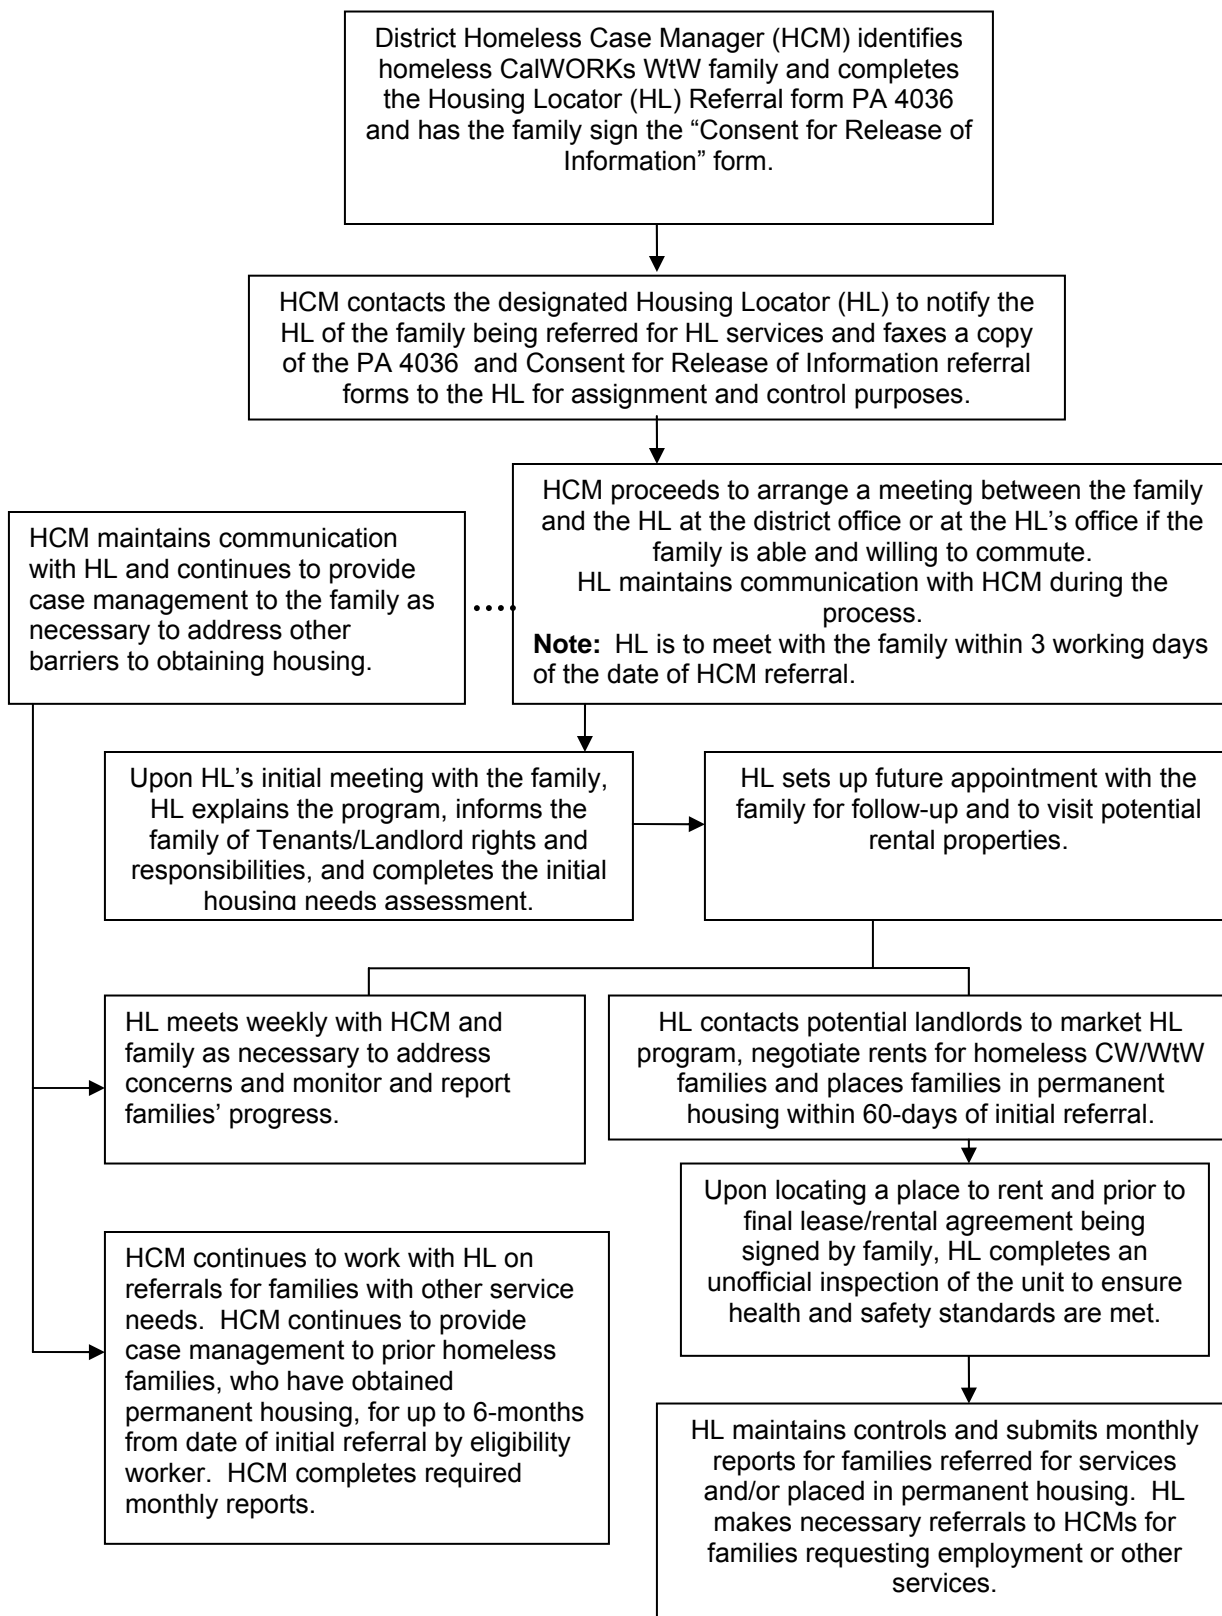 District Homeless Case Manager (HCM) identifies
homeless CalWORKs WtW family and completes
the Housing Locator (HL) Referral form PA 4036
and has the family sign the “Consent for Release of
Information” form.
HCM contacts the designated Housing Locator (HL) to notify the
HL of the family being referred for HL services and faxes a copy
of the PA 4036 and Consent for Release of Information referral
forms to the HL for assignment and control purposes.
HCM proceeds to arrange a meeting between the family
and the HL at the district office or at the HL’s office if the
family is able and willing to commute.
HL maintains communication with HCM during the
process.
Note: HL is to meet with the family within 3 working days
of the date of HCM referral.
HCM maintains communication
with HL and continues to provide
case management to the family as
necessary to address other
barriers to obtaining housing.
Upon HL’s initial meeting with the family,
HL explains the program, informs the
family of Tenants/Landlord rights and
responsibilities, and completes the initial
housing needs assessment.
HL sets up future appointment with the
family for follow-up and to visit potential
rental properties.
HL meets weekly with HCM and
family as necessary to address
concerns and monitor and report
families’ progress.
HL contacts potential landlords to market HL
program, negotiate rents for homeless CW/WtW
families and places families in permanent
housing within 60-days of initial referral.
Upon locating a place to rent and prior to
final lease/rental agreement being
signed by family, HL completes an
unofficial inspection of the unit to ensure
health and safety standards are met.
HCM continues to work with HL on
referrals for families with other service
needs. HCM continues to provide
case management to prior homeless
families, who have obtained
permanent housing, for up to 6-months
from date of initial referral by eligibility
worker. HCM completes required
monthly reports.
HL maintains controls and submits monthly
reports for families referred for services
and/or placed in permanent housing. HL
makes necessary referrals to HCMs for
families requesting employment or other
services.